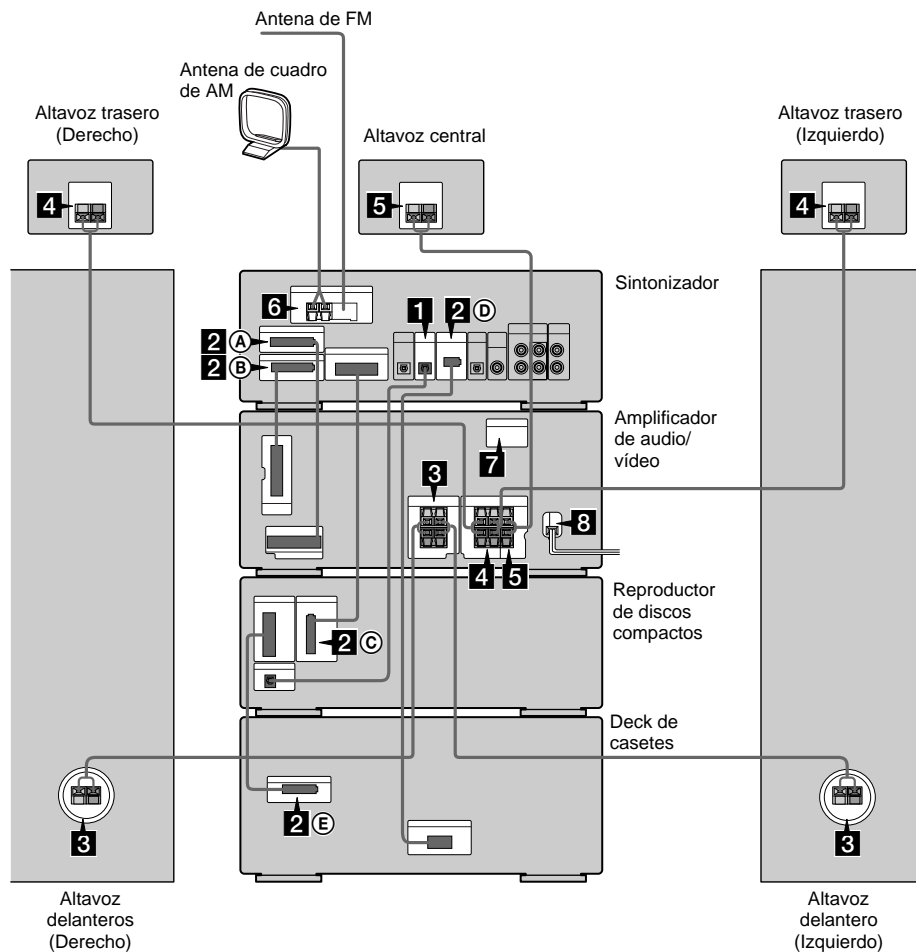 Antena de FM
Antena de cuadro
de AM
Altavoz trasero
(Derecho)
Altavoz central
Altavoz trasero
(Izquierdo)
4
5
4
Sintonizador
6
1
2 D
2 A
2 B
Amplificador
de audio/
vídeo
7
3
8
4
5
Reproductor
de discos
compactos
2 C
Deck de
casetes
2 E
3
3
Altavoz
delanteros
(Derecho)
Altavoz
delantero
(Izquierdo)